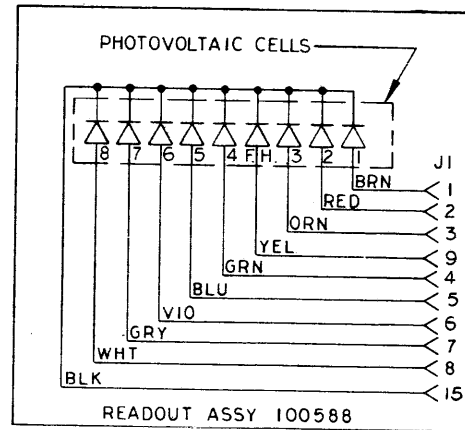 PHOTOVOLTAIC CELLS
8 7 6 5 4 F.H. 3 2 1
J1
BRN 1
RED 2
ORN 3
YEL 9
GRN 4
BLU 5
VIO 6
GRY 7
WHT 8
BLK 15
READOUT ASSY 100588